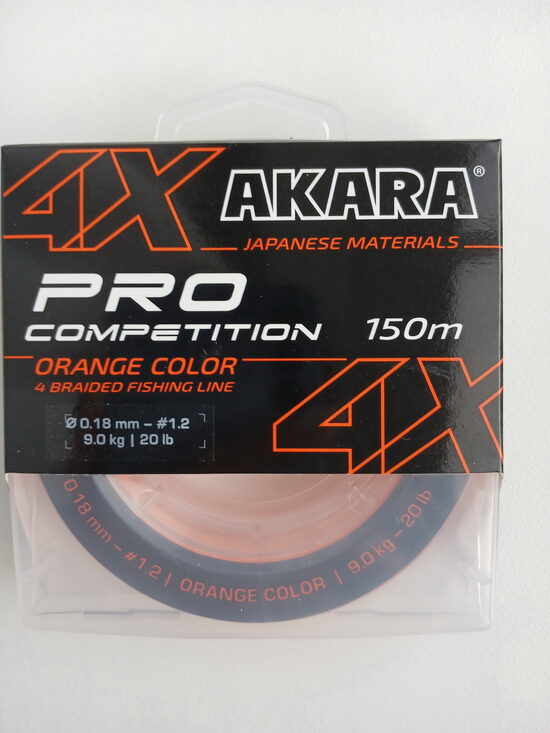 4X
AKARA®
JAPANESE MATERIALS
PRO
COMPETITION
150m
ORANGE COLOR
4 BRAIDED FISHING LINE
4X
Ø 0.18 mm – #1.2
9.0 kg | 20 lb
0.18 mm – #1.2 | ORANGE COLOR | 9.0 kg – 20 lb